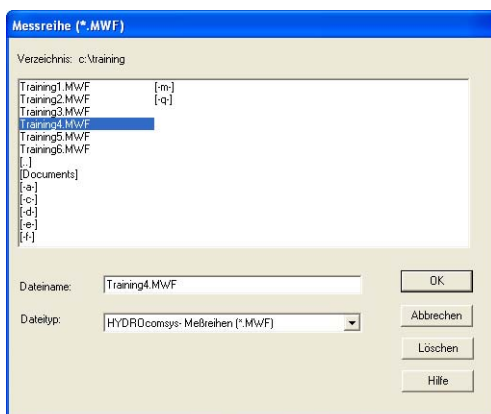 Messreihe (*.MWF)
Verzeichnis: c:\training
Training1.MWF
Training2.MWF
Training3.MWF
Training4.MWF
Training5.MWF
Training6.MWF
[..]
[Documents]
[-a-]
[-c-]
[-d-]
[-e-]
[-f-]
[-m-]
[-q-]
Dateiname: Training4.MWF
Dateityp: HYDROcomsys- Meßreihen (*.MWF)
OK
Abbrechen
Löschen
Hilfe